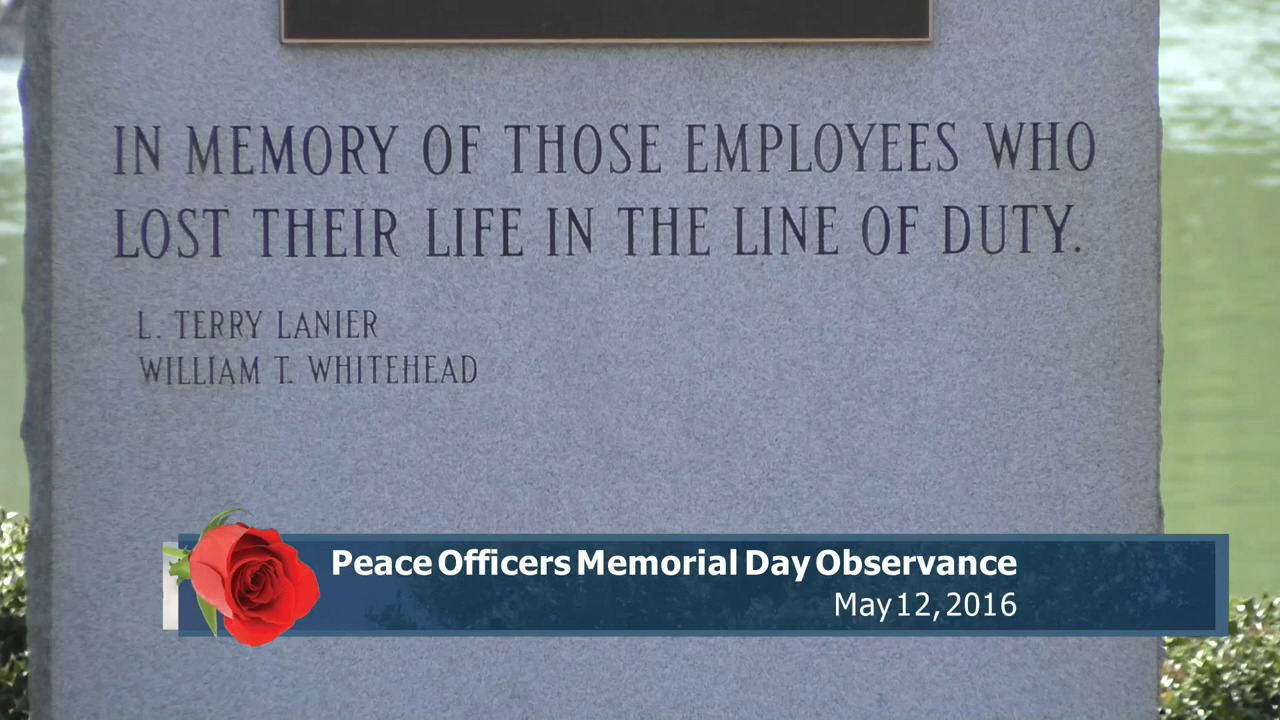 IN MEMORY OF THOSE EMPLOYEES WHO
LOST THEIR LIFE IN THE LINE OF DUTY.
L. TERRY LANIER
WILLIAM T. WHITEHEAD
Peace Officers Memorial Day Observance
May 12, 2016